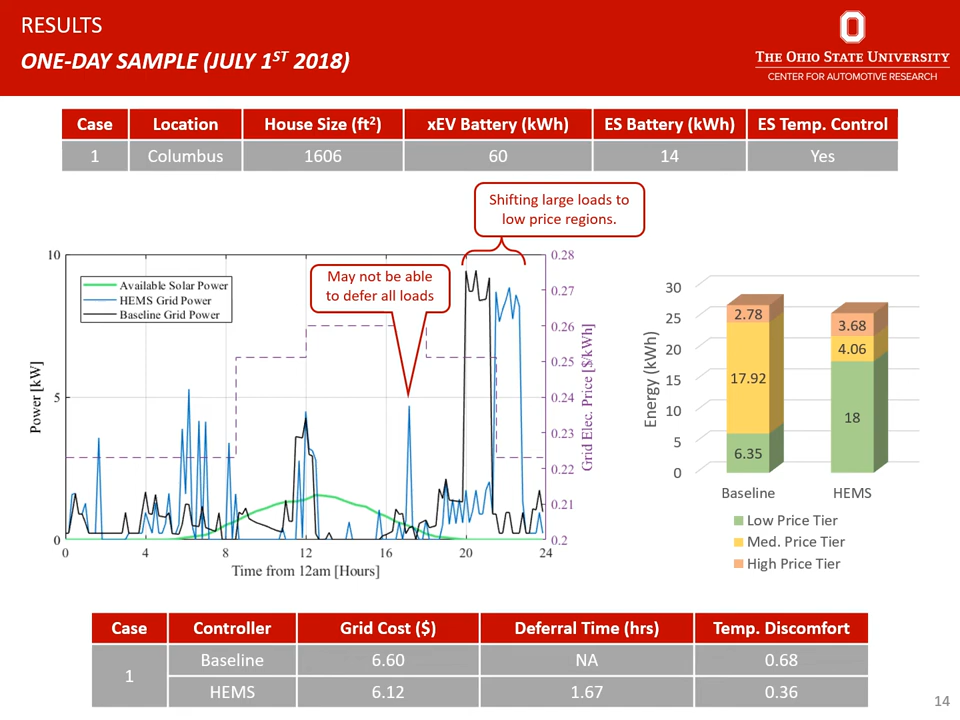 RESULTS
ONE-DAY SAMPLE (JULY 1ST 2018)
THE OHIO STATE UNIVERSITY
CENTER FOR AUTOMOTIVE RESEARCH
Case Location House Size (ft2) xEV Battery (kWh) ES Battery (kWh) ES Temp. Control
1 Columbus 1606 60 14 Yes
Shifting large loads to
low price regions.
May not be able
to defer all loads
Available Solar Power
HEMS Grid Power
Baseline Grid Power
Power [kW]
10
5
0
0 4 8 12 16 20 24
Time from 12am [Hours]
0.28
0.27
0.26
0.25
0.24
0.23
0.22
0.21
0.2
Grid Elec. Price [$/kWh]
Energy (kWh)
30
25
20
15
10
5
0
2.78
17.92
6.35
3.68
4.06
18
Baseline HEMS
Low Price Tier
Med. Price Tier
High Price Tier
Case Controller Grid Cost ($) Deferral Time (hrs) Temp. Discomfort
1
Baseline 6.60 NA 0.68
HEMS 6.12 1.67 0.36
14